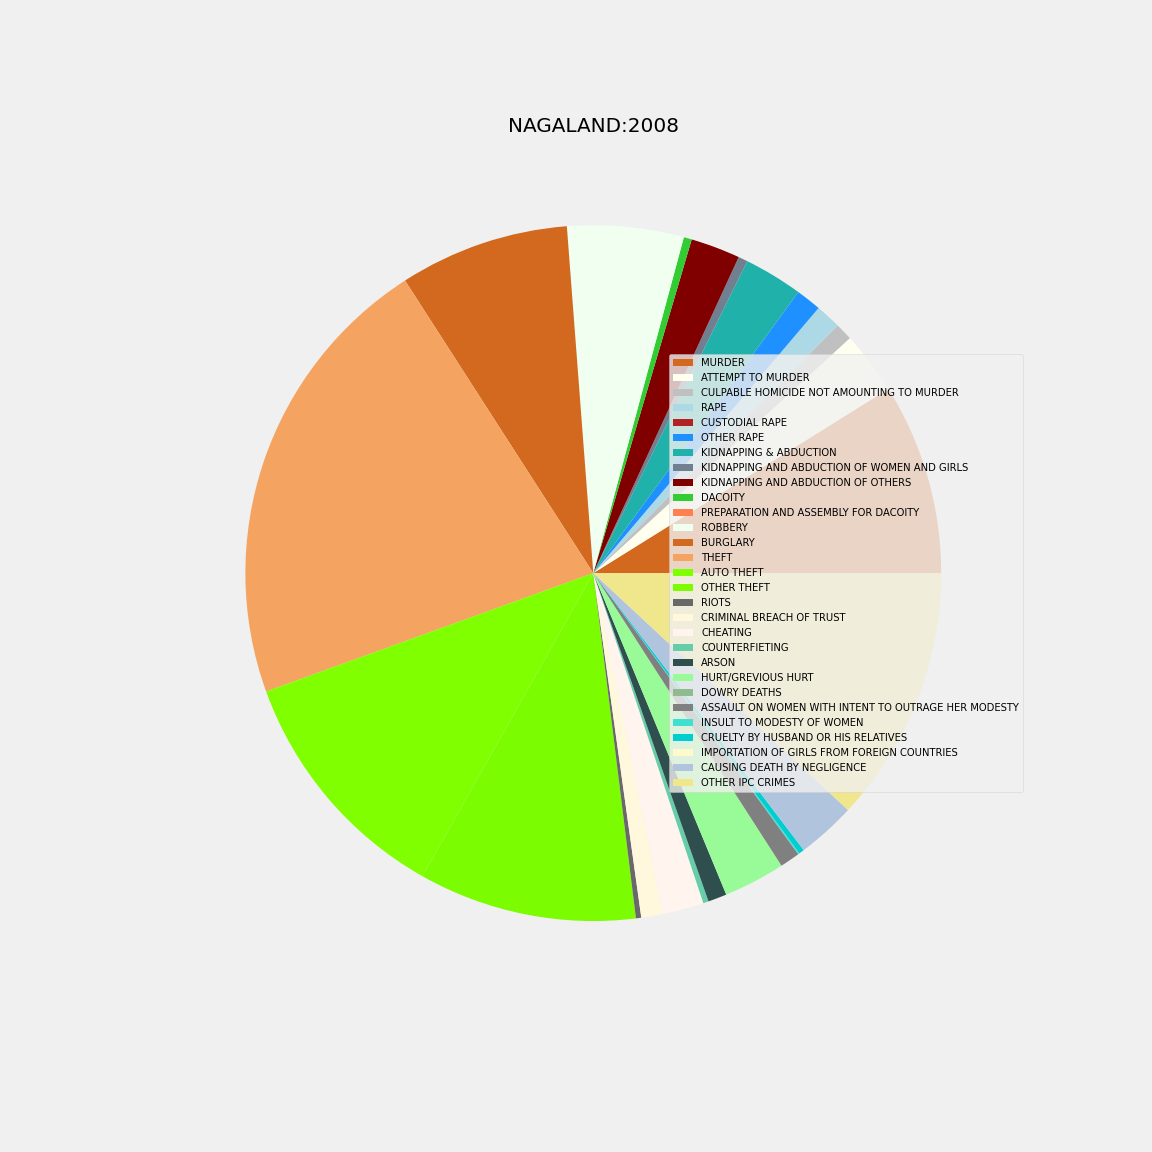 NAGALAND:2008
MURDER
ATTEMPT TO MURDER
CULPABLE HOMICIDE NOT AMOUNTING TO MURDER
RAPE
CUSTODIAL RAPE
OTHER RAPE
KIDNAPPING & ABDUCTION
KIDNAPPING AND ABDUCTION OF WOMEN AND GIRLS
KIDNAPPING AND ABDUCTION OF OTHERS
DACOITY
PREPARATION AND ASSEMBLY FOR DACOITY
ROBBERY
BURGLARY
THEFT
AUTO THEFT
OTHER THEFT
RIOTS
CRIMINAL BREACH OF TRUST
CHEATING
COUNTERFIETING
ARSON
HURT/GREVIOUS HURT
DOWRY DEATHS
ASSAULT ON WOMEN WITH INTENT TO OUTRAGE HER MODESTY
INSULT TO MODESTY OF WOMEN
CRUELTY BY HUSBAND OR HIS RELATIVES
IMPORTATION OF GIRLS FROM FOREIGN COUNTRIES
CAUSING DEATH BY NEGLIGENCE
OTHER IPC CRIMES